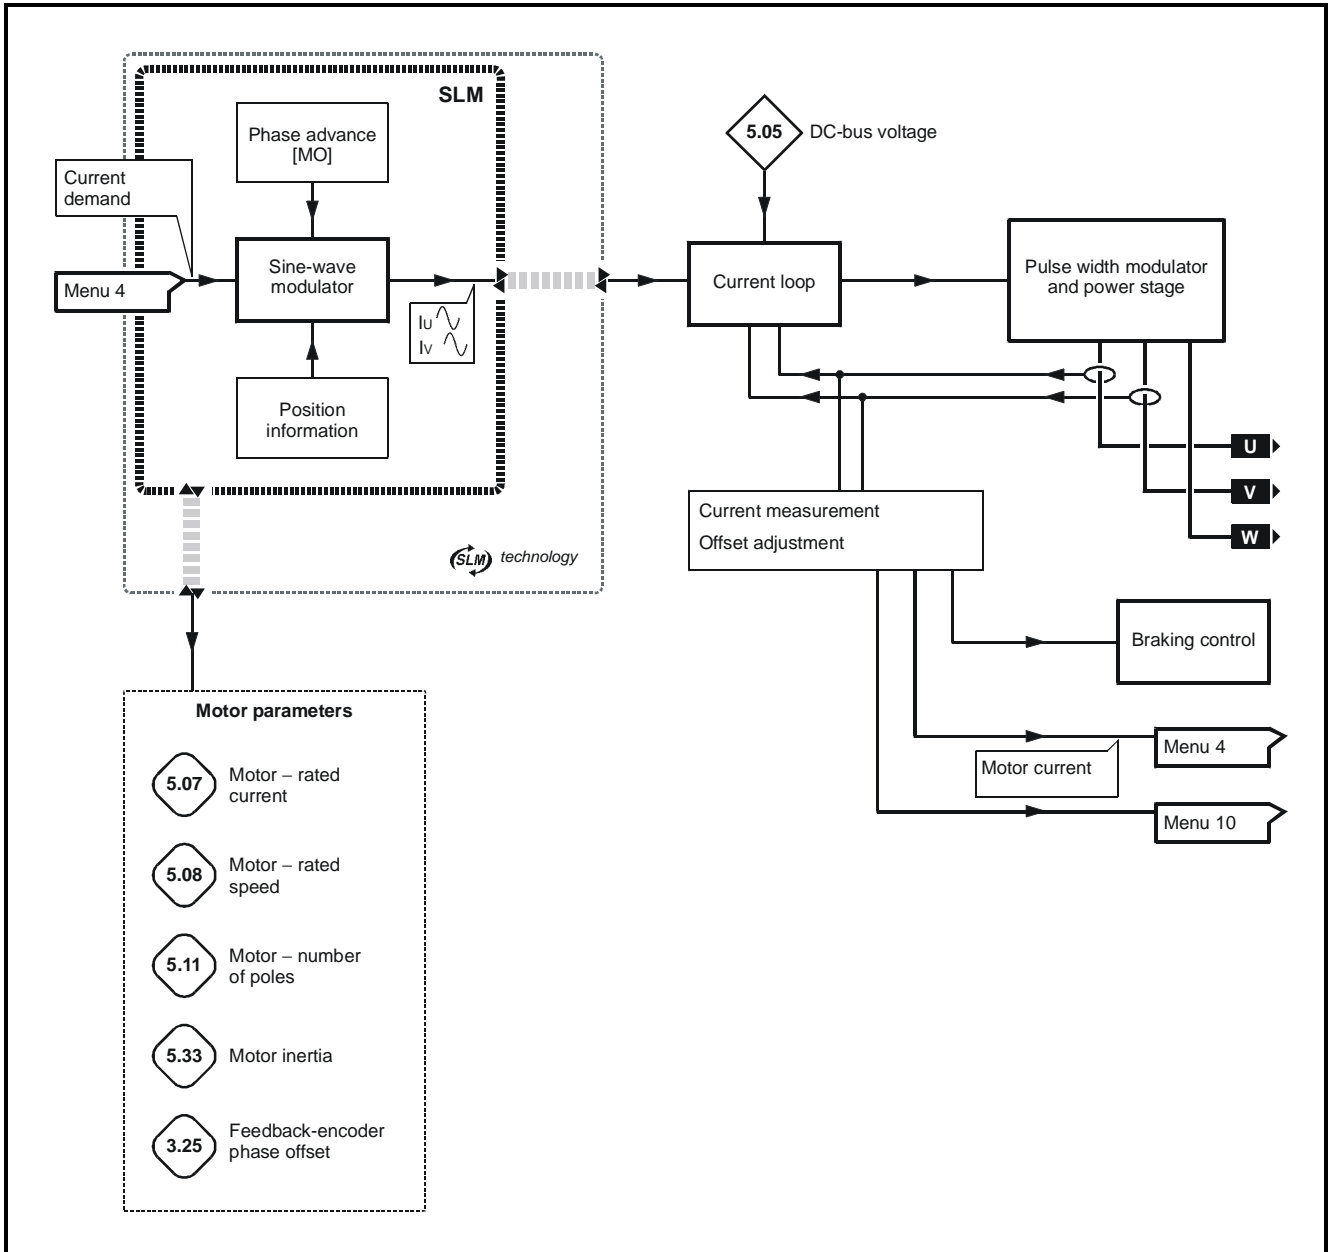 SLM
Phase advance
[MO]
Current
demand
Menu 4
Sine-wave
modulator
IU
IV
Position
information
SLM technology
5.05 DC-bus voltage
Current loop
Pulse width modulator
and power stage
U
V
W
Current measurement
Offset adjustment
Braking control
Menu 4
Motor current
Menu 10
Motor parameters
5.07 Motor – rated
current
5.08 Motor – rated
speed
5.11 Motor – number
of poles
5.33 Motor inertia
3.25 Feedback-encoder
phase offset